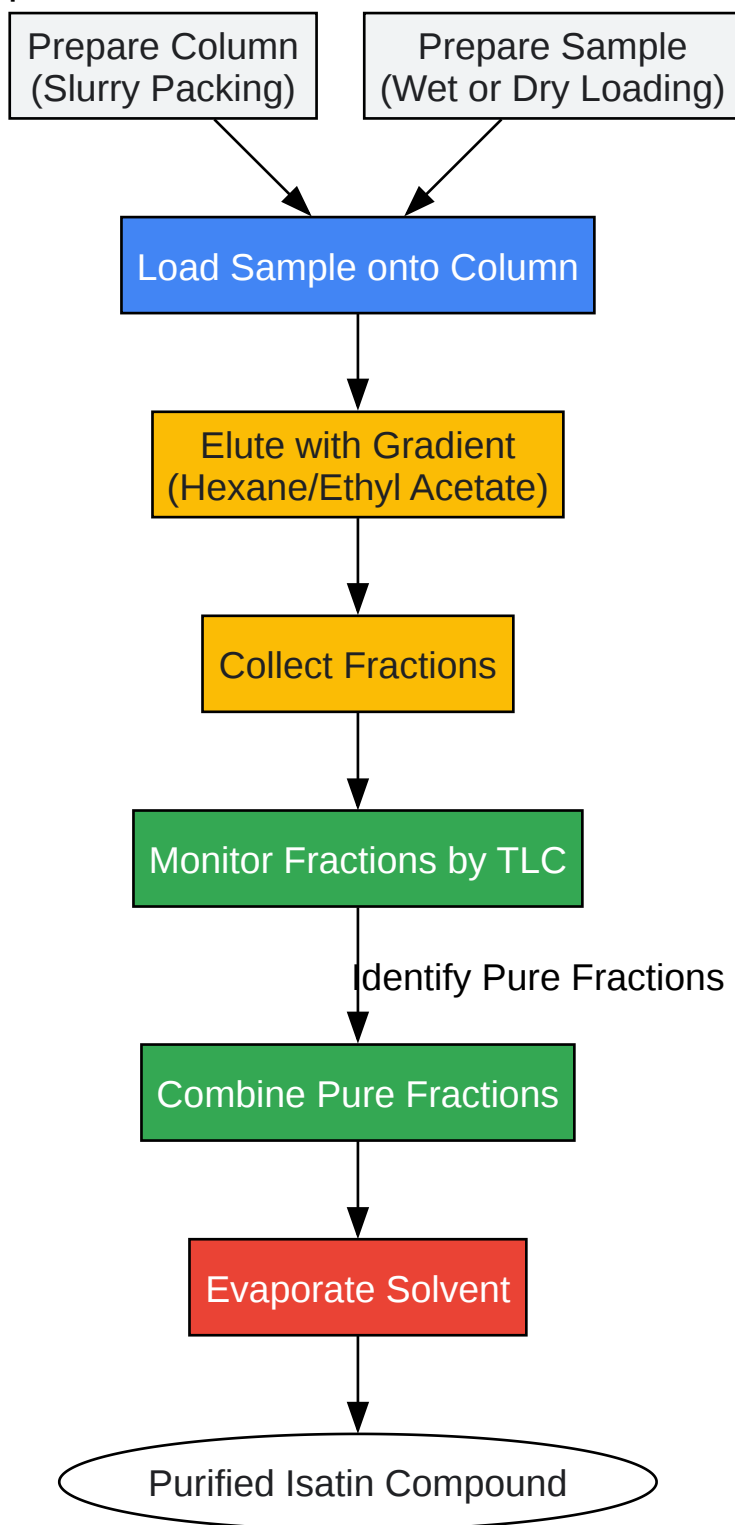 Prepare Column
(Slurry Packing)
Prepare Sample
(Wet or Dry Loading)
Load Sample onto Column
Elute with Gradient
(Hexane/Ethyl Acetate)
Collect Fractions
Monitor Fractions by TLC
Identify Pure Fractions
Combine Pure Fractions
Evaporate Solvent
Purified Isatin Compound